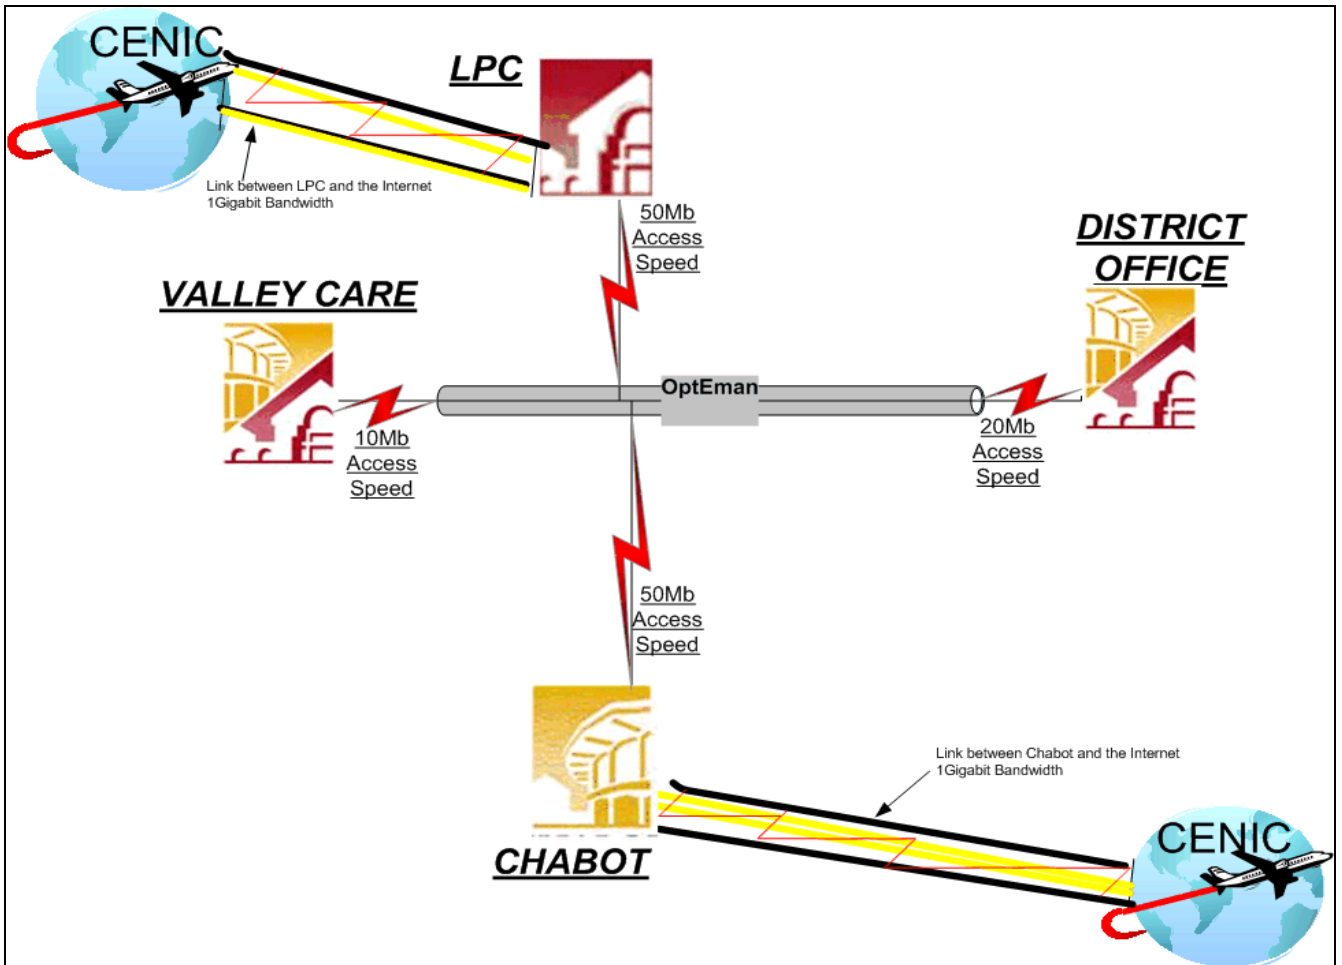 CENIC
LPC
Link between LPC and the Internet
1Gigabit Bandwidth
50Mb
Access
Speed
DISTRICT
OFFICE
VALLEY CARE
OptEman
10Mb
Access
Speed
20Mb
Access
Speed
50Mb
Access
Speed
CHABOT
Link between Chabot and the Internet
1Gigabit Bandwidth
CENIC